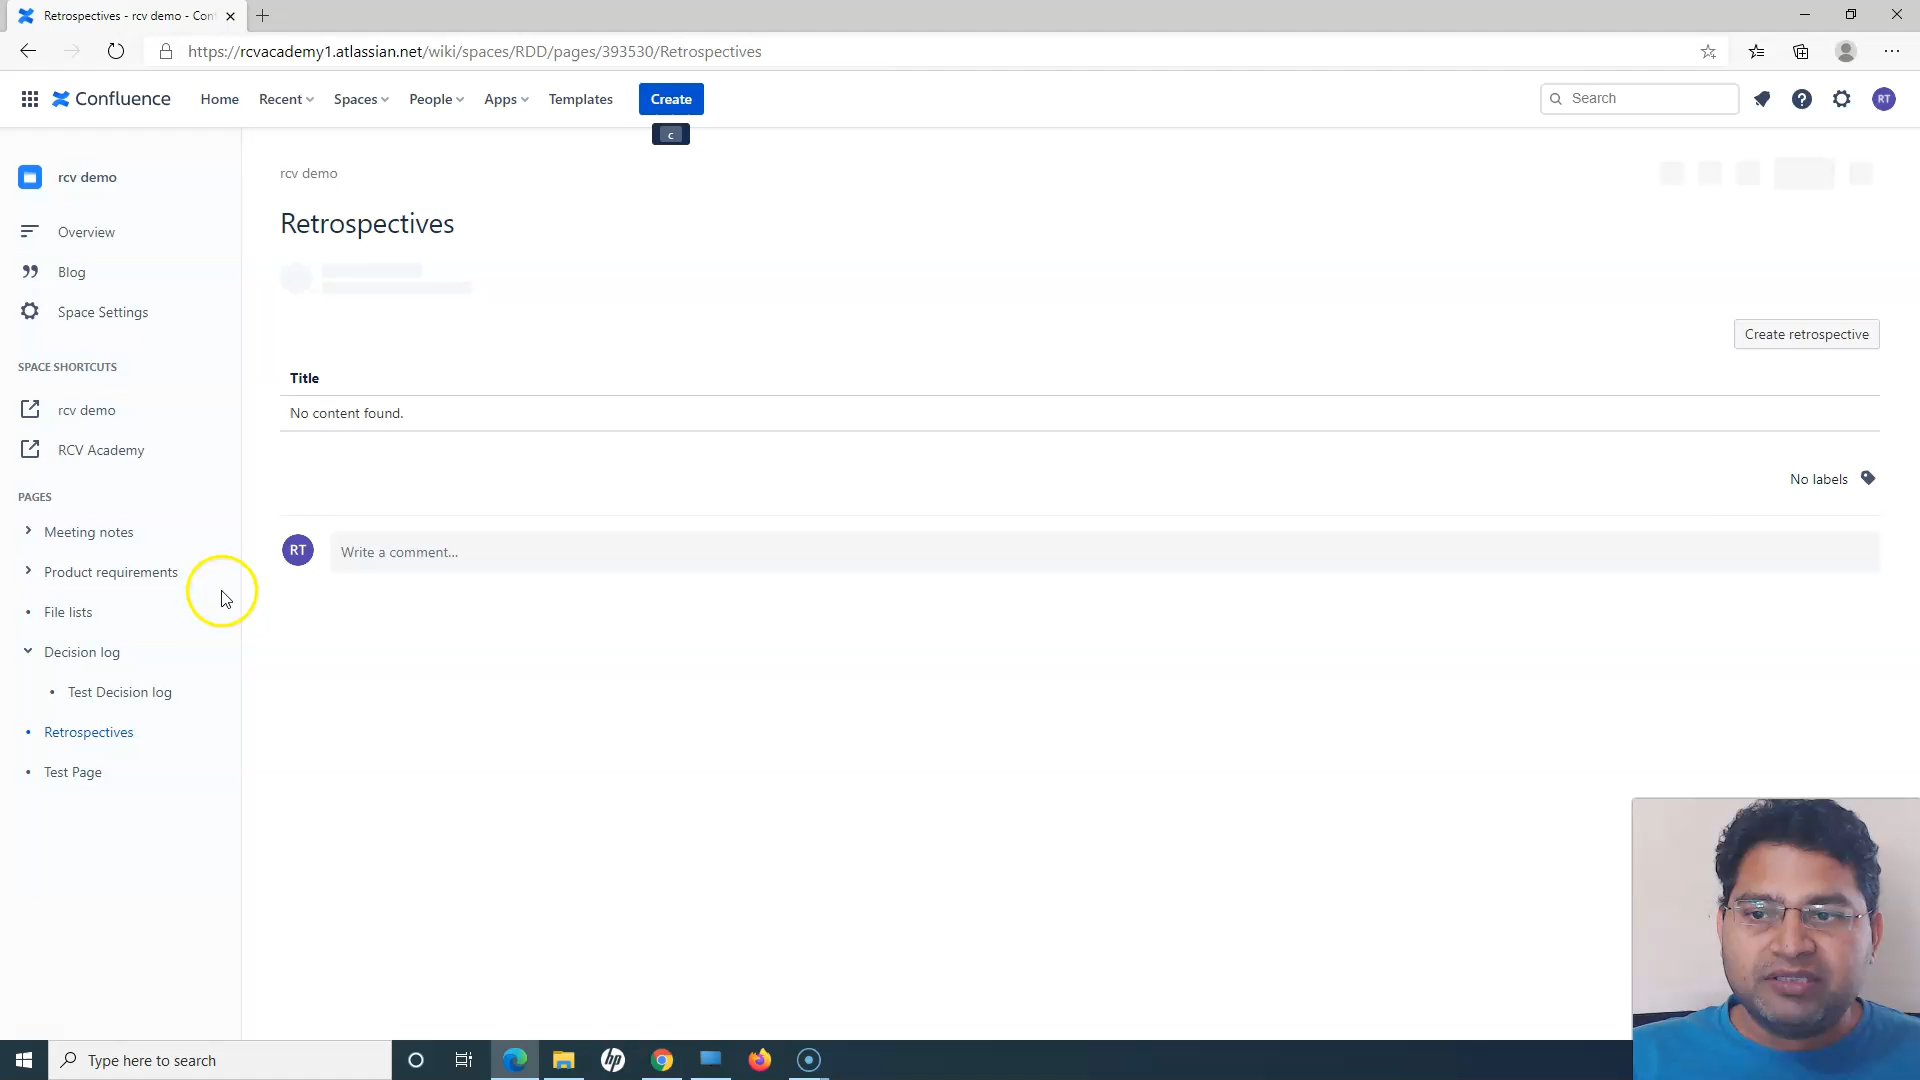 Retrospectives - rcv demo - Con
https://rcvacademy1.atlassian.net/wiki/spaces/RDD/pages/393530/Retrospectives
Confluence Home Recent Spaces People Apps Templates Create Search RT
c
rcv demo
Overview
Blog
Space Settings
SPACE SHORTCUTS
rcv demo
RCV Academy
PAGES
Meeting notes
Product requirements
File lists
Decision log
Test Decision log
Retrospectives
Test Page
rcv demo
Retrospectives
Create retrospective
Title
No content found.
No labels
RT Write a comment...
Type here to search
hp